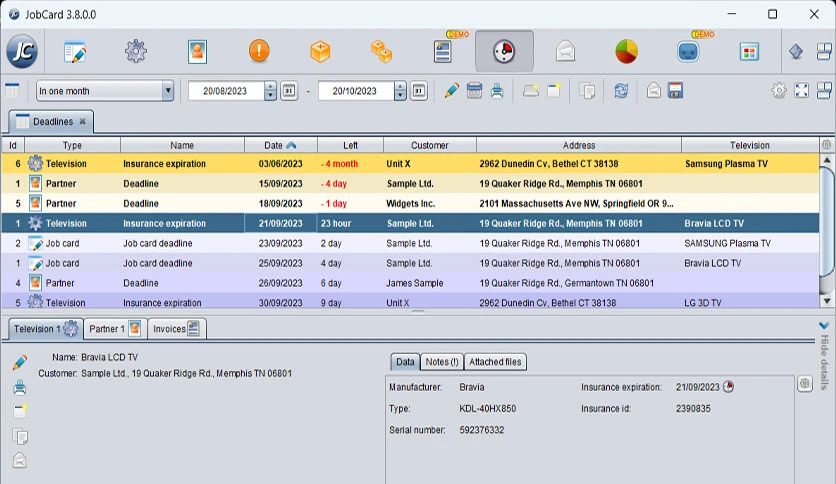 JobCard 3.8.0.0
DEMO DEMO
JC
In one month 20/08/2023 31 - 20/10/2023 31
Deadlines
Id Type Name Date Left Customer Address Television
6 Television Insurance expiration 03/06/2023 - 4 month Unit X 2962 Dunedin Cv, Bethel CT 38138 Samsung Plasma TV
1 Partner Deadline 15/09/2023 - 4 day Sample Ltd. 19 Quaker Ridge Rd., Memphis TN 06801
5 Partner Deadline 18/09/2023 - 1 day Widgets Inc. 2101 Massachusetts Ave NW, Springfield OR 9...
1 Television Insurance expiration 21/09/2023 23 hour Sample Ltd. 19 Quaker Ridge Rd., Memphis TN 06801 Bravia LCD TV
2 Job card Job card deadline 23/09/2023 2 day Sample Ltd. 19 Quaker Ridge Rd., Memphis TN 06801 SAMSUNG Plasma TV
1 Job card Job card deadline 25/09/2023 4 day Sample Ltd. 19 Quaker Ridge Rd., Memphis TN 06801 Bravia LCD TV
4 Partner Deadline 26/09/2023 6 day James Sample 19 Quaker Ridge Rd., Germantown TN 06801
5 Television Insurance expiration 30/09/2023 9 day Unit X 2962 Dunedin Cv, Bethel CT 38138 LG 3D TV
Television 1 Partner 1 Invoices
Hide details
Name: Bravia LCD TV
Customer: Sample Ltd., 19 Quaker Ridge Rd., Memphis TN 06801
Data Notes (!) Attached files
Manufacturer: Bravia Insurance expiration: 21/09/2023
Type: KDL-40HX850 Insurance id: 2390835
Serial number: 592376332